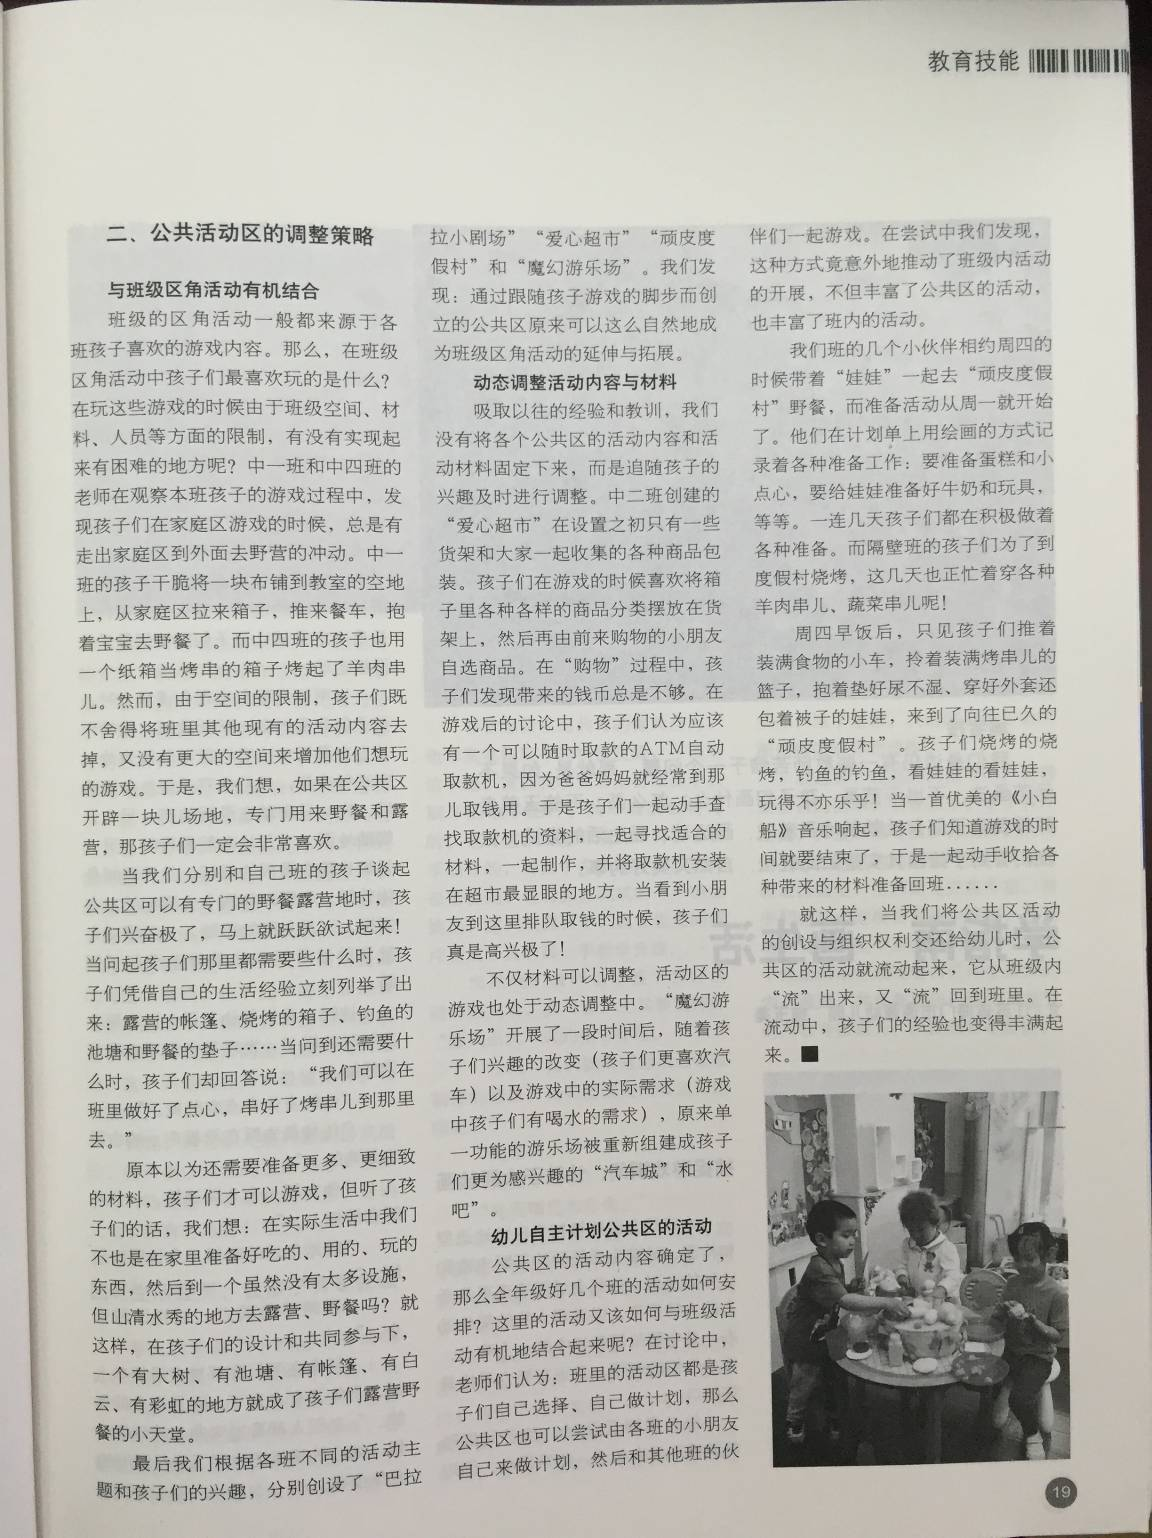 教育技能
二、公共活动区的调整策略
与班级区角活动有机结合
班级的区角活动一般都来源于各
班孩子喜欢的游戏内容。那么，在班级
区角活动中孩子们最喜欢玩的是什么？
在玩这些游戏的时候由于班级空间、材
料、人员等方面的限制，有没有实现起
来有困难的地方呢？中一班和中四班的
老师在观察本班孩子的游戏过程中，发
现孩子们在家庭区游戏的时候，总是有
走出家庭区到外面去野营的冲动。中一
班的孩子干脆将一块布铺到教室的空地
上，从家庭区拉来箱子，推来餐车，抱
着宝宝去野餐了。而中四班的孩子也用
一个纸箱当烤串的箱子烤起了羊肉串
儿。然而，由于空间的限制，孩子们既
不舍得将班里其他现有的活动内容去
掉，又没有更大的空间来增加他们想玩
的游戏。于是，我们想，如果在公共区
开辟一块儿场地，专门用来野餐和露
营，那孩子们一定会非常喜欢。
当我们分别和自己班的孩子谈起
公共区可以有专门的野餐露营地时，孩
子们兴奋极了，马上就跃跃欲试起来！
当问起孩子们那里都需要些什么时，孩
子们凭借自己的生活经验立刻列举了出
来：露营的帐篷、烧烤的箱子、钓鱼的
池塘和野餐的垫子……当问到还需要什
么时，孩子们却回答说：“我们可以在
班里做好了点心，串好了烤串儿到那里
去。”
原本以为还需要准备更多、更细致
的材料，孩子们才可以游戏，但听了孩
子们的话，我们想：在实际生活中我们
不也是在家里准备好吃的、用的、玩的
东西，然后到一个虽然没有太多设施，
但山清水秀的地方去露营、野餐吗？就
这样，在孩子们的设计和共同参与下，
一个有大树、有池塘、有帐篷、有白
云、有彩虹的地方就成了孩子们露营野
餐的小天堂。
最后我们根据各班不同的活动主
题和孩子们的兴趣，分别创设了“巴拉
拉小剧场”“爱心超市”“顽皮度
假村”和“魔幻游乐场”。我们发
现：通过跟随孩子游戏的脚步而创
立的公共区原来可以这么自然地成
为班级区角活动的延伸与拓展。
动态调整活动内容与材料
吸取以往的经验和教训，我们
没有将各个公共区的活动内容和活
动材料固定下来，而是追随孩子的
兴趣及时进行调整。中二班创建的
“爱心超市”在设置之初只有一些
货架和大家一起收集的各种商品包
装。孩子们在游戏的时候喜欢将箱
子里各种各样的商品分类摆放在货
架上，然后再由前来购物的小朋友
自选商品。在“购物”过程中，孩
子们发现带来的钱币总是不够。在
游戏后的讨论中，孩子们认为应该
有一个可以随时取款的ATM自动
取款机，因为爸爸妈妈就经常到那
儿取钱用。于是孩子们一起动手查
找取款机的资料，一起寻找适合的
材料，一起制作，并将取款机安装
在超市最显眼的地方。当看到小朋
友到这里排队取钱的时候，孩子们
真是高兴极了！
不仅材料可以调整，活动区的
游戏也处于动态调整中。“魔幻游
乐场”开展了一段时间后，随着孩
子们兴趣的改变（孩子们更喜欢汽
车）以及游戏中的实际需求（游戏
中孩子们有喝水的需求），原来单
一功能的游乐场被重新组建成孩子
们更为感兴趣的“汽车城”和“水
吧”。
幼儿自主计划公共区的活动
公共区的活动内容确定了，
那么全年级好几个班的活动如何安
排？这里的活动又该如何与班级活
动有机地结合起来呢？在讨论中，
老师们认为：班里的活动区都是孩
子们自己选择、自己做计划，那么
公共区也可以尝试由各班的小朋友
自己来做计划，然后和其他班的伙
伴们一起游戏。在尝试中我们发现，
这种方式竟意外地推动了班级内活动
的开展，不但丰富了公共区的活动，
也丰富了班内的活动。
我们班的几个小伙伴相约周四的
时候带着“娃娃”一起去“顽皮度假
村”野餐，而准备活动从周一就开始
了。他们在计划单上用绘画的方式记
录着各种准备工作：要准备蛋糕和小
点心，要给娃娃准备好牛奶和玩具，
等等。一连几天孩子们都在积极做着
各种准备。而隔壁班的孩子们为了到
度假村烧烤，这几天也正忙着穿各种
羊肉串儿、蔬菜串儿呢！
周四早饭后，只见孩子们推着
装满食物的小车，拎着装满烤串儿的
篮子，抱着垫好尿不湿、穿好外套还
包着被子的娃娃，来到了向往已久的
“顽皮度假村”。孩子们烧烤的烧
烤，钓鱼的钓鱼，看娃娃的看娃娃，
玩得不亦乐乎！当一首优美的《小白
船》音乐响起，孩子们知道游戏的时
间就要结束了，于是一起动手收拾各
种带来的材料准备回班......
就这样，当我们将公共区活动
的创设与组织权利交还给幼儿时，公
共区的活动就流动起来，它从班级内
“流”出来，又“流”回到班里。在
流动中，孩子们的经验也变得丰满起
来。■
19